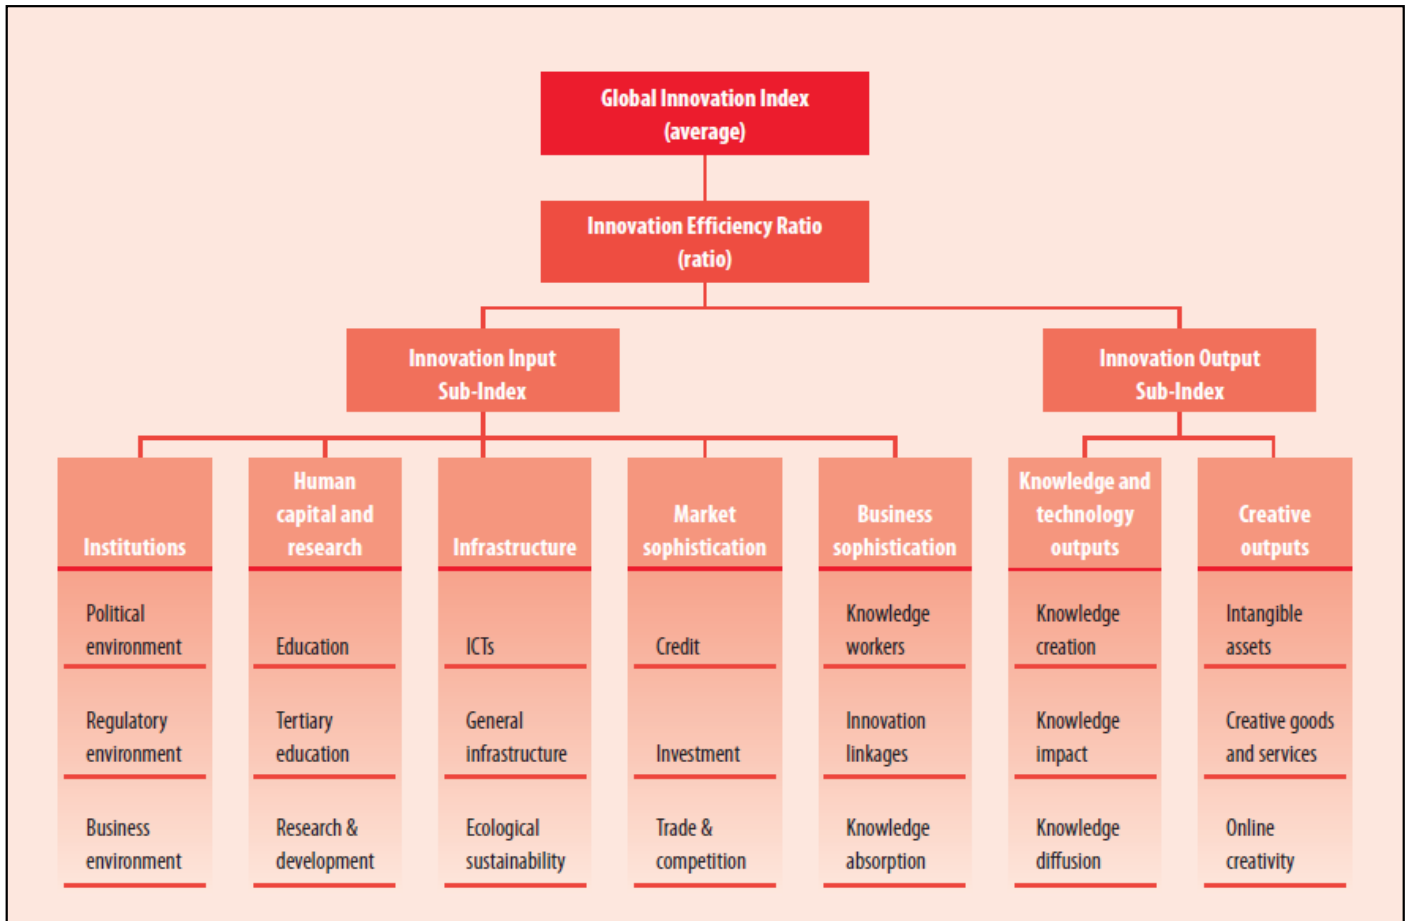 Global Innovation Index
(average)
Innovation Efficiency Ratio
(ratio)
Innovation Input
Sub-Index
Innovation Output
Sub-Index
Institutions
Political
environment
Regulatory
environment
Business
environment
Human
capital and
research
Education
Tertiary
education
Research &
development
Infrastructure
ICTs
General
infrastructure
Ecological
sustainability
Market
sophistication
Credit
Investment
Trade &
competition
Business
sophistication
Knowledge
workers
Innovation
linkages
Knowledge
absorption
Knowledge and
technology
outputs
Knowledge
creation
Knowledge
impact
Knowledge
diffusion
Creative
outputs
Intangible
assets
Creative goods
and services
Online
creativity